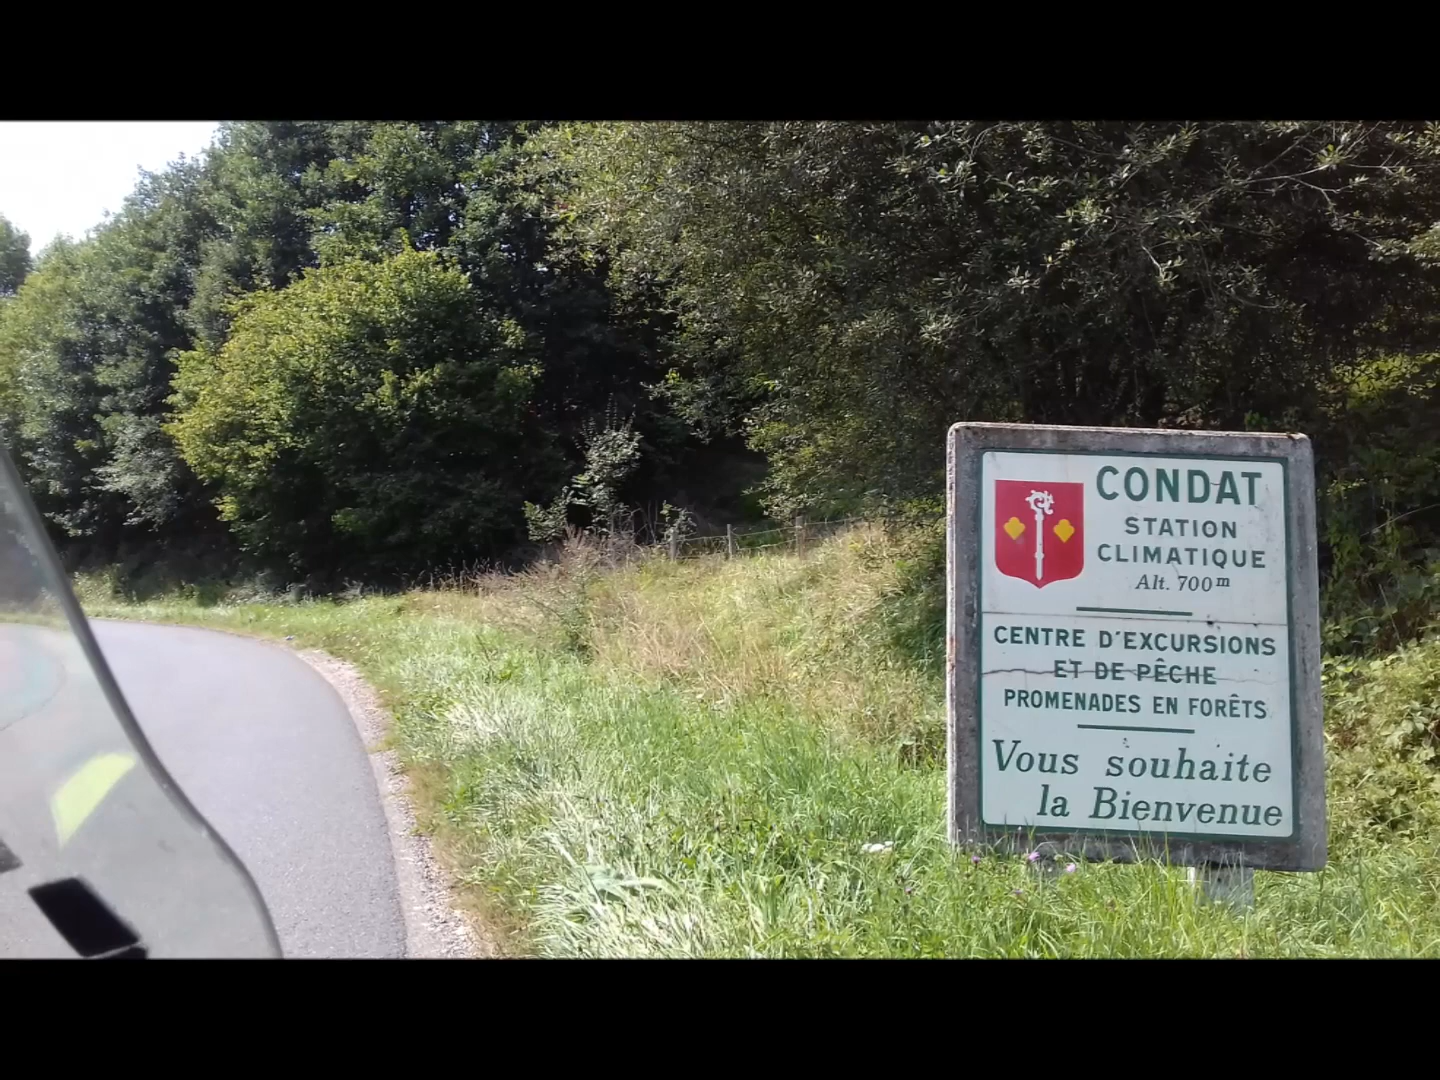 CONDAT
STATION
CLIMATIQUE
Alt. 700m
CENTRE D'EXCURSIONS
ET DE PÊCHE
PROMENADES EN FORÊTS
Vous souhaite
la Bienvenue